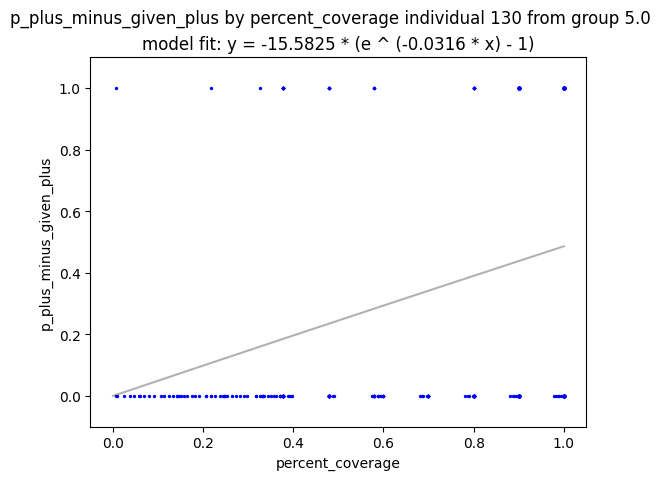 p_plus_minus_given_plus by percent_coverage individual 130 from group 5.0
model fit: y = -15.5825 * (e ^ (-0.0316 * x) - 1)
1.0
0.8
0.6
0.4
0.2
0.0
p_plus_minus_given_plus
0.0 0.2 0.4 0.6 0.8 1.0
percent_coverage